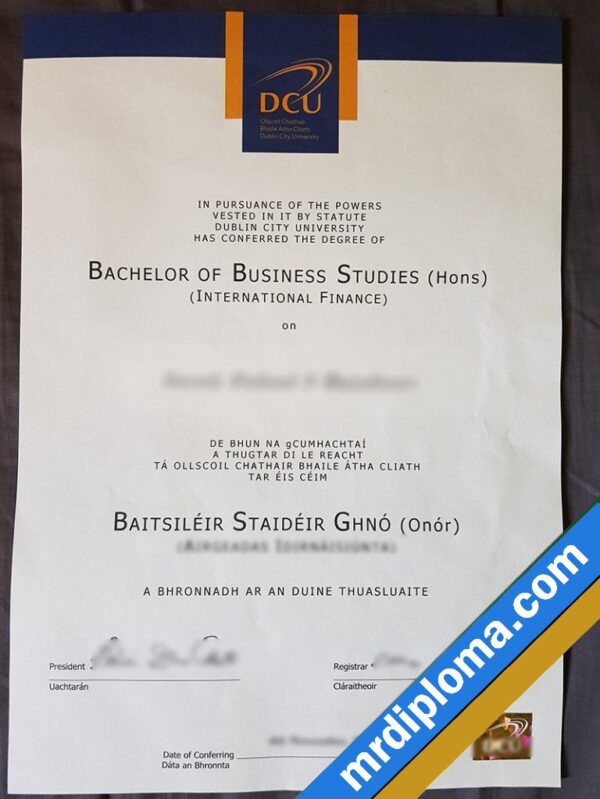 DCU
Ollscoil Chathair
Bhaile Átha Cliath
Dublin City University
IN PURSUANCE OF THE POWERS
VESTED IN IT BY STATUTE
DUBLIN CITY UNIVERSITY
HAS CONFERRED THE DEGREE OF
BACHELOR OF BUSINESS STUDIES (Hons)
(INTERNATIONAL FINANCE)
on
DE BHUN NA gCUMHACHTAÍ
A THUGTAR DI LE REACHT
TÁ OLLSCOIL CHATHAIR BHAILE ÁTHA CLIATH
TAR ÉIS CÉIM
BAITSILÉIR STAIDÉIR GHNÓ (Onór)
(AIRGEADAS IDIRNÁISIÚNTA)
A BHRONNADH AR AN DUINE THUASLUAITE
President
Uachtarán
Registrar
Cláraitheoir
Date of Conferring
Dáta an Bhronnta
DCU
mrdiploma.com